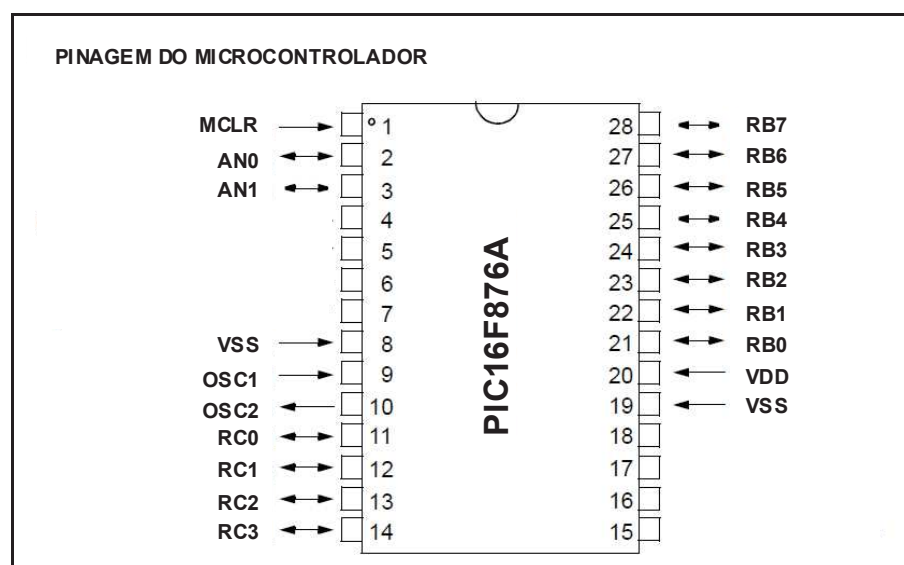 PINAGEM DO MICROCONTROLADOR
MCLR º 1 28 RB7
AN0 2 27 RB6
AN1 3 26 RB5
4 25 RB4
5 24 RB3
6 23 RB2
7 22 RB1
VSS 8 21 RB0
OSC1 9 20 VDD
OSC2 10 19 VSS
RC0 11 18
RC1 12 17
RC2 13 16
RC3 14 15
PIC16F876A